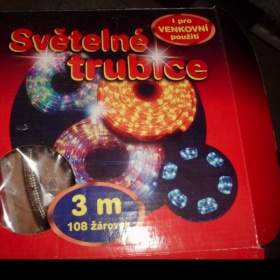 Světelné
trubice
I pro
VENKOVNÍ
použití
3 m
108 žárovek